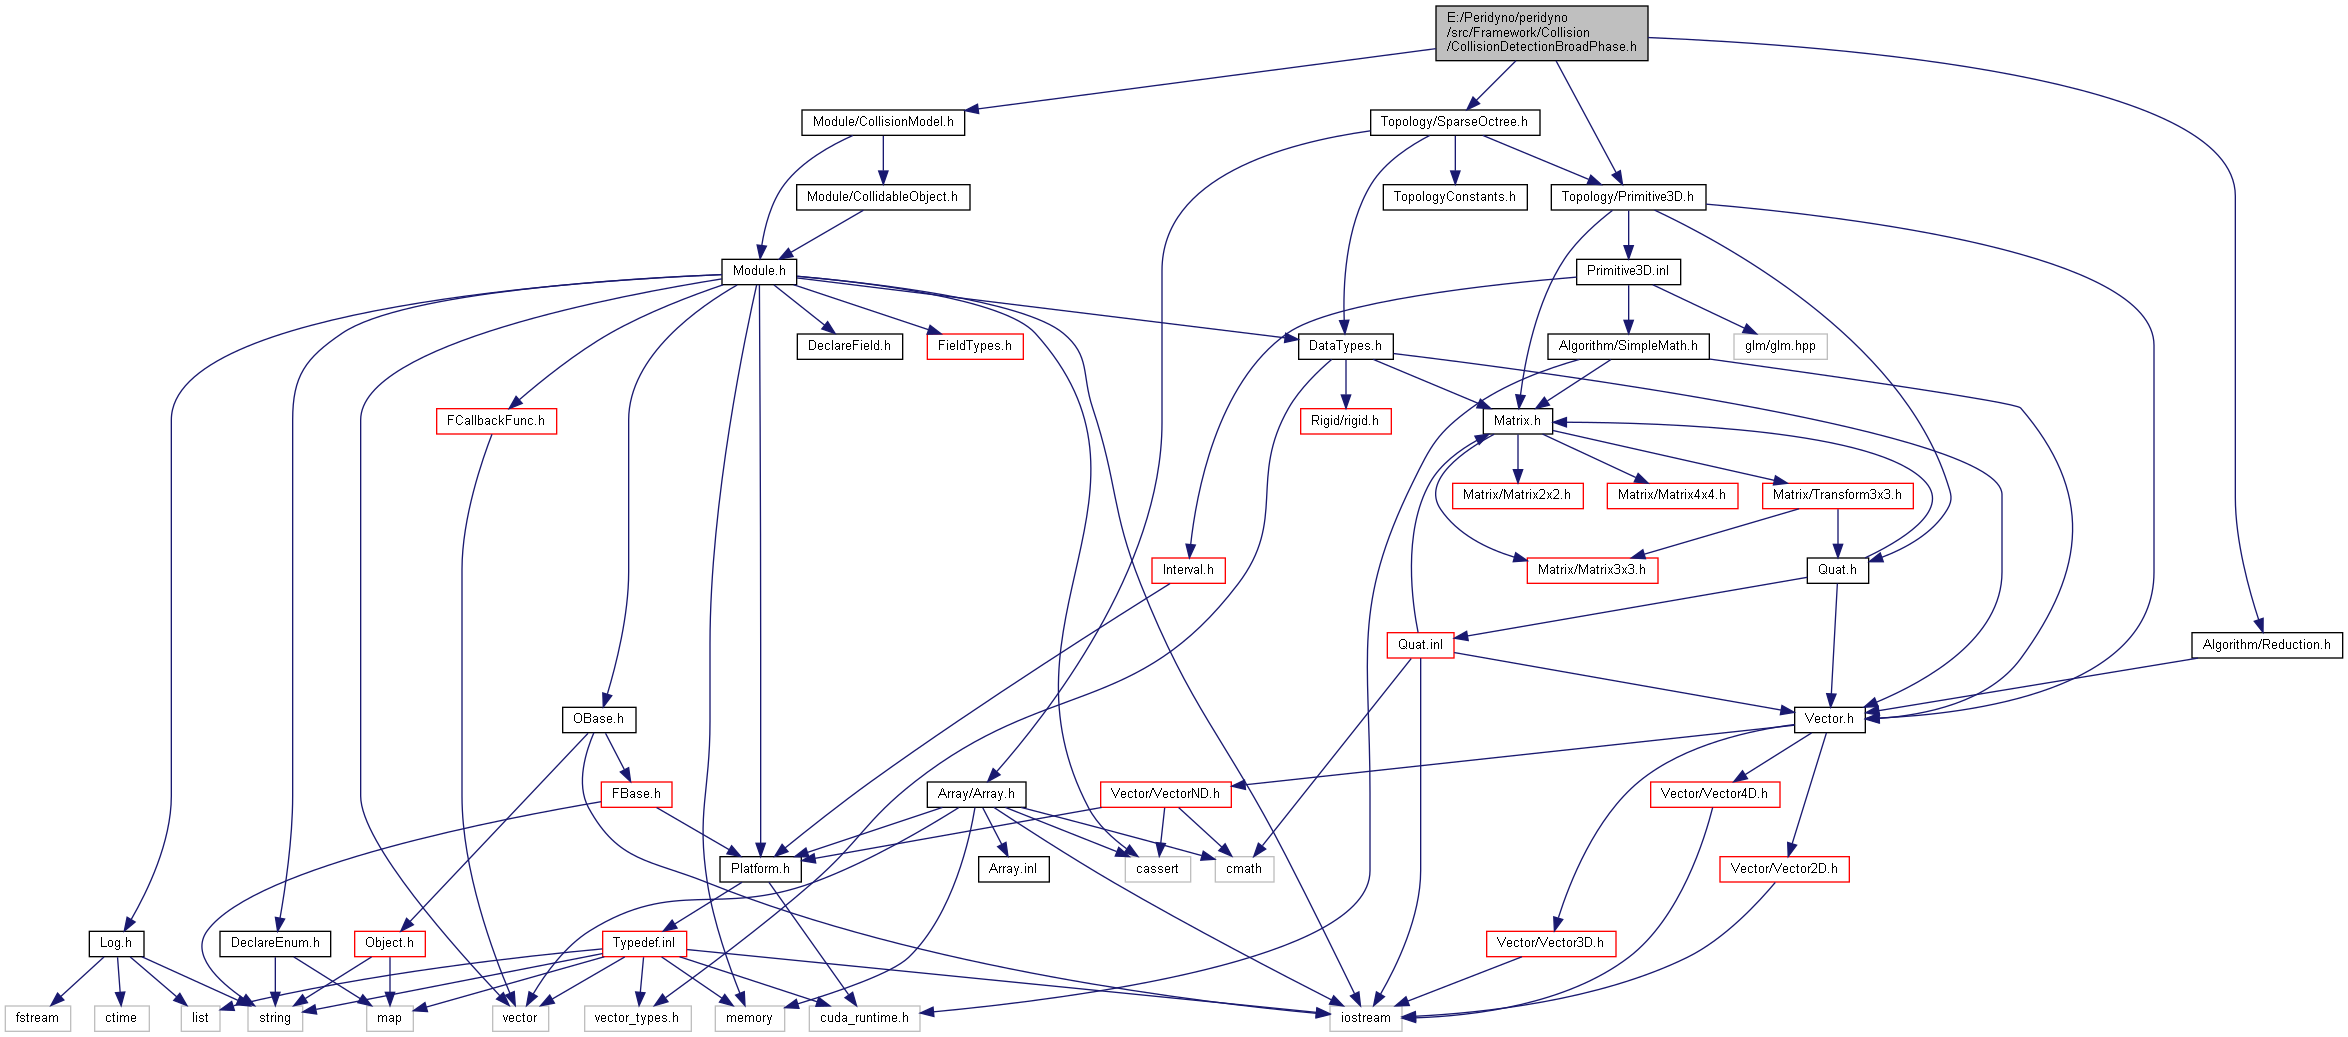 E:/Peridyno/peridyno
/src/Framework/Collision
/CollisionDetectionBroadPhase.h
Module/CollisionModel.h
Topology/SparseOctree.h
Module/CollidableObject.h
TopologyConstants.h
Topology/Primitive3D.h
Module.h
Primitive3D.inl
DeclareField.h
FieldTypes.h
DataTypes.h
Algorithm/SimpleMath.h
glm/glm.hpp
FCallbackFunc.h
Rigid/rigid.h
Matrix.h
Matrix/Matrix2x2.h
Matrix/Matrix4x4.h
Matrix/Transform3x3.h
Interval.h
Matrix/Matrix3x3.h
Quat.h
Quat.inl
Algorithm/Reduction.h
OBase.h
Vector.h
FBase.h
Array/Array.h
Vector/VectorND.h
Vector/Vector4D.h
Platform.h
Array.inl
cassert
cmath
Vector/Vector2D.h
Log.h
DeclareEnum.h
Object.h
Typedef.inl
Vector/Vector3D.h
fstream
ctime
list
string
map
vector
vector_types.h
memory
cuda_runtime.h
iostream